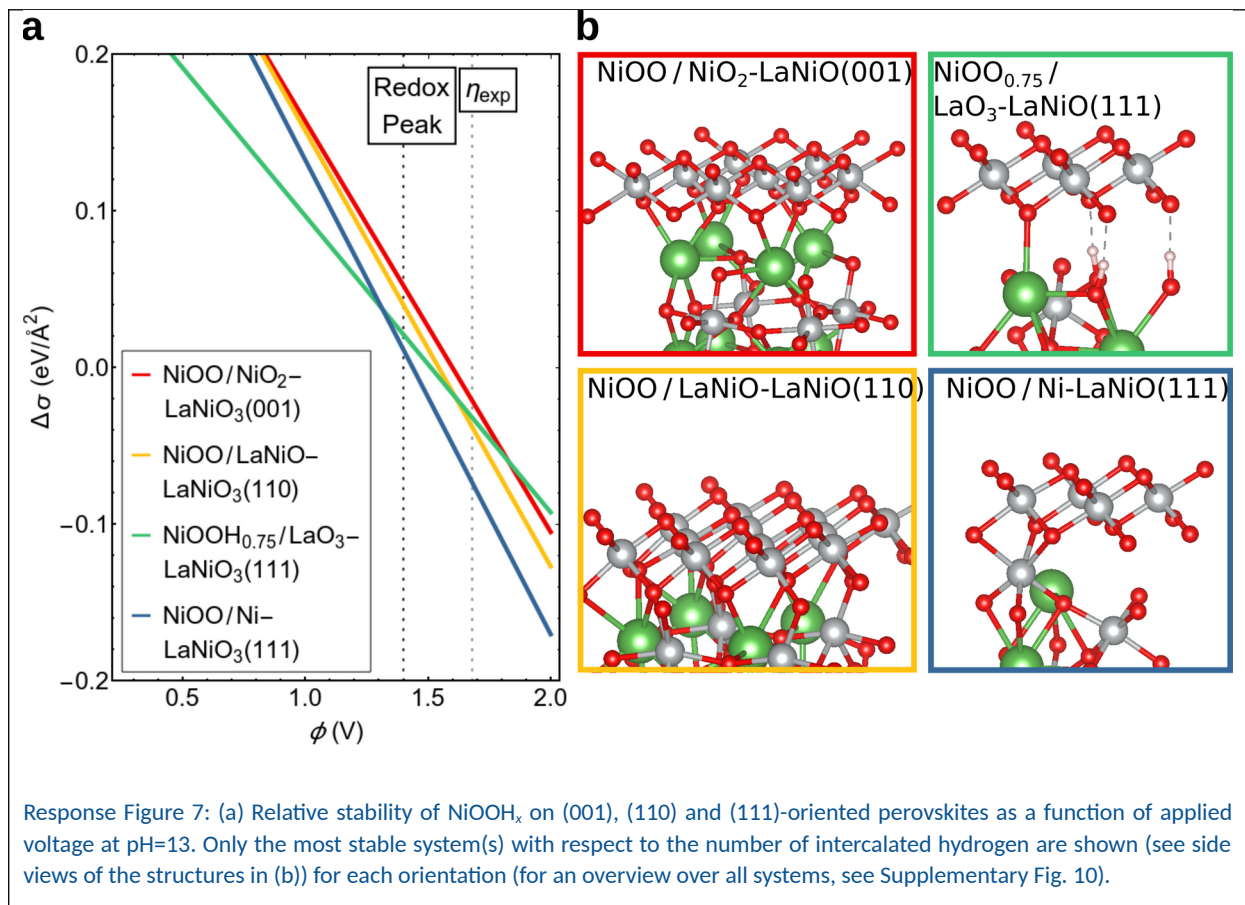 a
0.2
0.1
0.0
−0.1
−0.2
Δσ (eV/Å²)
0.5 1.0 1.5 2.0
ϕ (V)
Redox
Peak
η_exp
NiOO/NiO₂−
LaNiO₃(001)
NiOO/LaNiO−
LaNiO₃(110)
NiOOH₀.₇₅/LaO₃−
LaNiO₃(111)
NiOO/Ni−
LaNiO₃(111)
b
NiOO / NiO₂-LaNiO(001)
NiOO₀.₇₅ /
LaO₃-LaNiO(111)
NiOO / LaNiO-LaNiO(110)
NiOO / Ni-LaNiO(111)
Response Figure 7: (a) Relative stability of NiOOHₓ on (001), (110) and (111)-oriented perovskites as a function of applied
voltage at pH=13. Only the most stable system(s) with respect to the number of intercalated hydrogen are shown (see side
views of the structures in (b)) for each orientation (for an overview over all systems, see Supplementary Fig. 10).